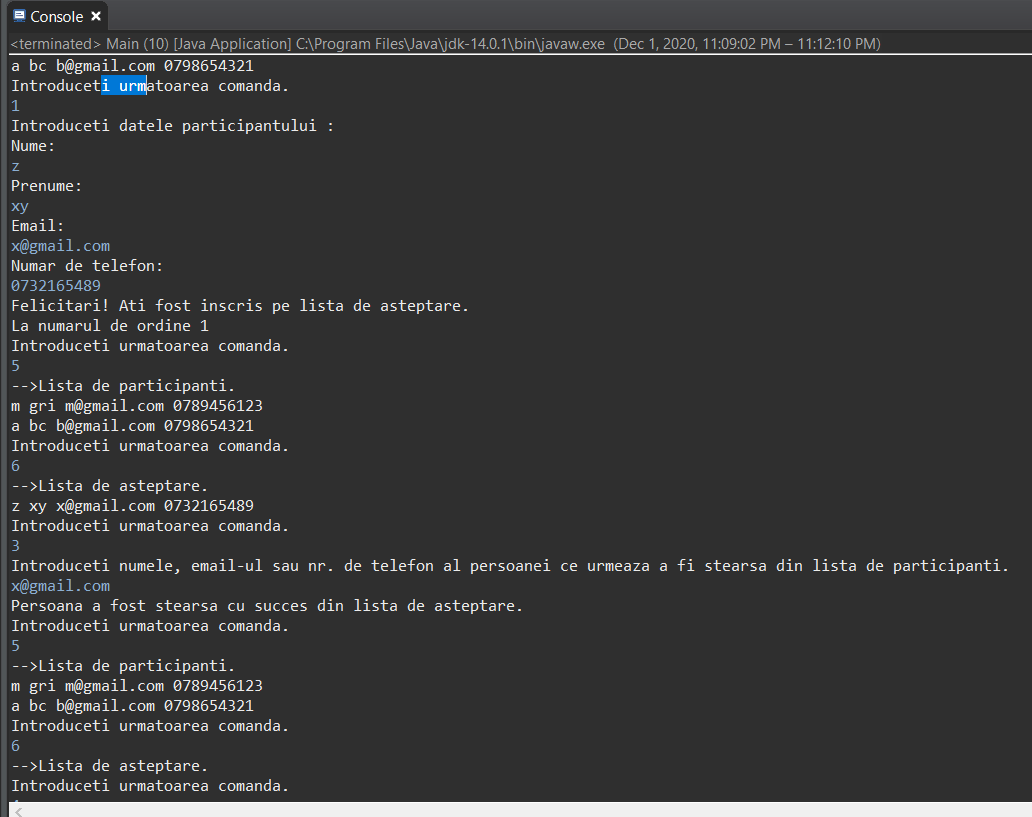 Console
<terminated> Main (10) [Java Application] C:\Program Files\Java\jdk-14.0.1\bin\javaw.exe (Dec 1, 2020, 11:09:02 PM – 11:12:10 PM)
a bc b@gmail.com 0798654321
Introduceti urmatoarea comanda.
1
Introduceti datele participantului :
Nume:
z
Prenume:
xy
Email:
x@gmail.com
Numar de telefon:
0732165489
Felicitari! Ati fost inscris pe lista de asteptare.
La numarul de ordine 1
Introduceti urmatoarea comanda.
5
-->Lista de participanti.
m gri m@gmail.com 0789456123
a bc b@gmail.com 0798654321
Introduceti urmatoarea comanda.
6
-->Lista de asteptare.
z xy x@gmail.com 0732165489
Introduceti urmatoarea comanda.
3
Introduceti numele, email-ul sau nr. de telefon al persoanei ce urmeaza a fi stearsa din lista de participanti.
x@gmail.com
Persoana a fost stearsa cu succes din lista de asteptare.
Introduceti urmatoarea comanda.
5
-->Lista de participanti.
m gri m@gmail.com 0789456123
a bc b@gmail.com 0798654321
Introduceti urmatoarea comanda.
6
-->Lista de asteptare.
Introduceti urmatoarea comanda.